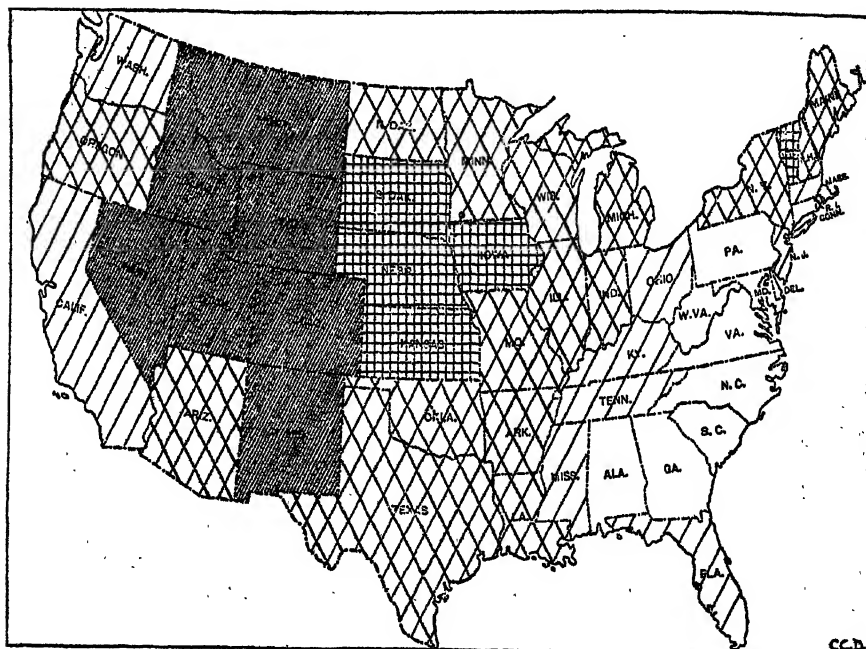 WASH.
OREGON
CALIF.
ARIZ.
N.DAK.
S.DAK.
NEBR.
KANSAS
OKLA.
TEXAS
MINN.
IOWA
MO.
ARK.
LA.
WIS.
ILL.
MICH.
IND.
OHIO
KY.
TENN.
MISS.
ALA.
GA.
FLA.
S.C.
N.C.
VA.
W.VA.
PA.
MD.
DEL.
N.J.
N.Y.
CONN.
R.I.
MASS.
N.H.
MAINE